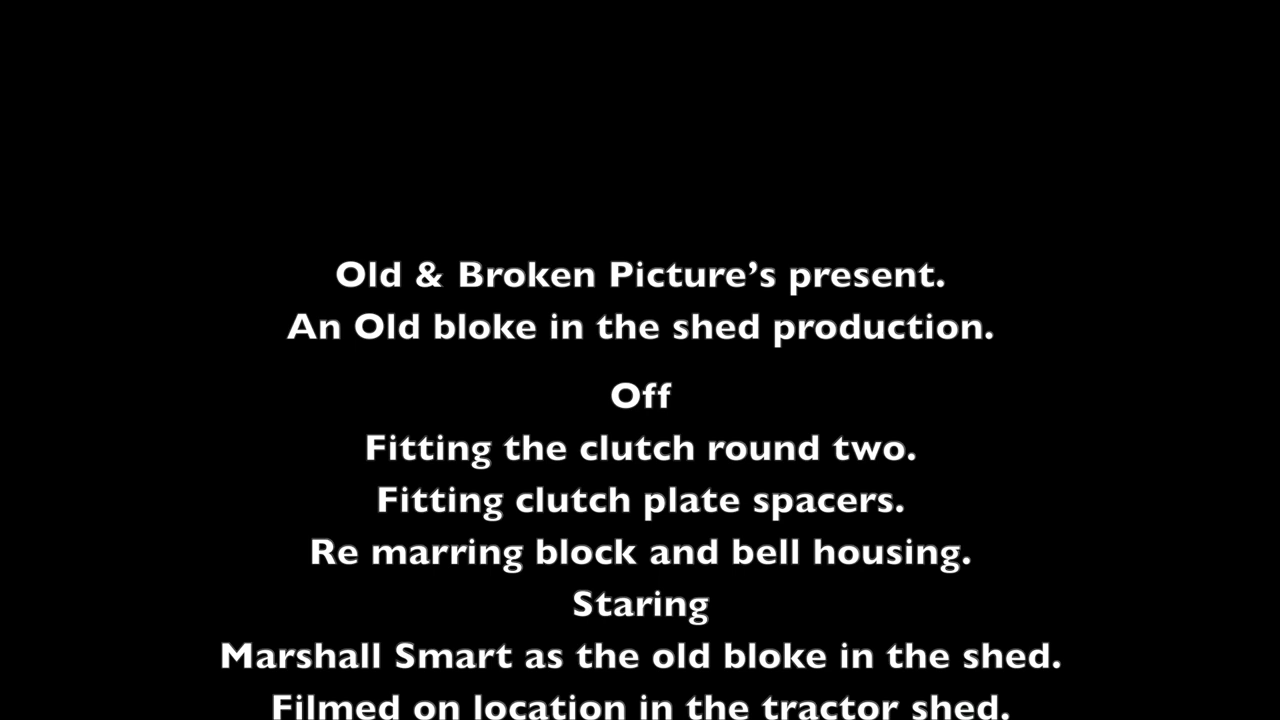 Old & Broken Picture’s present.
An Old bloke in the shed production.
Off
Fitting the clutch round two.
Fitting clutch plate spacers.
Re marring block and bell housing.
Staring
Marshall Smart as the old bloke in the shed.
Filmed on location in the tractor shed.